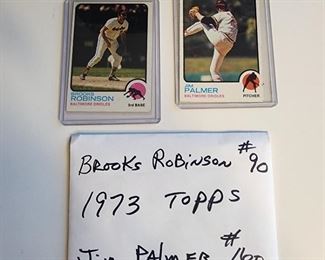 BROOKS
ROBINSON
BALTIMORE ORIOLES
3rd BASE
JIM
PALMER
BALTIMORE ORIOLES
PITCHER
BROOKS ROBINSON #90
1973 TOPPS
JIM PALMER #160